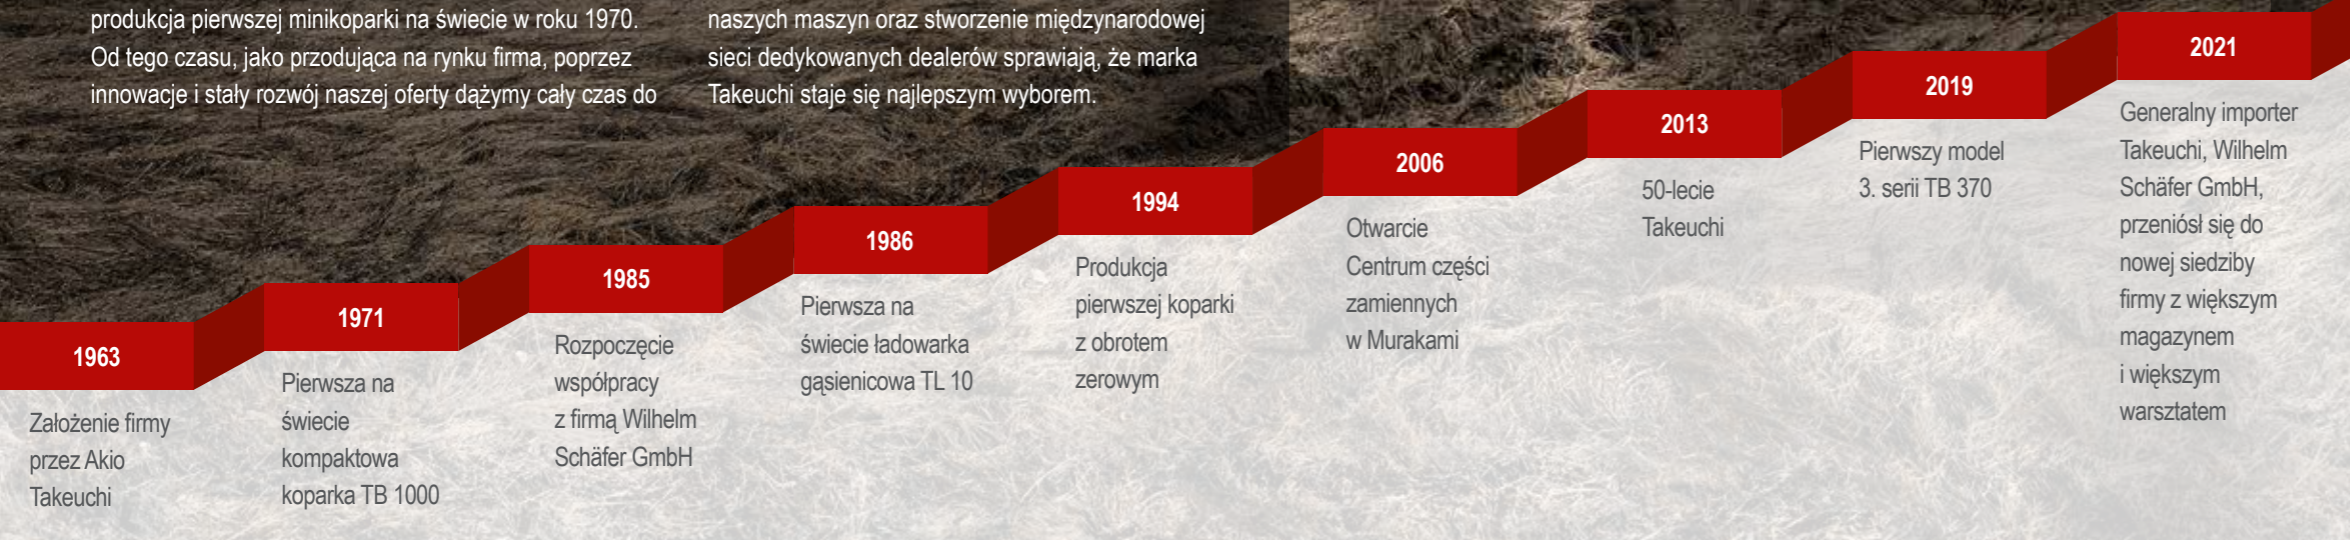 produkcja pierwszej minikoparki na świecie w roku 1970.
Od tego czasu, jako przodująca na rynku firma, poprzez
innowacje i stały rozwój naszej oferty dążymy cały czas do
naszych maszyn oraz stworzenie międzynarodowej
sieci dedykowanych dealerów sprawiają, że marka
Takeuchi staje się najlepszym wyborem.
1963
Założenie firmy
przez Akio
Takeuchi
1971
Pierwsza na
świecie
kompaktowa
koparka TB 1000
1985
Rozpoczęcie
współpracy
z firmą Wilhelm
Schäfer GmbH
1986
Pierwsza na
świecie ładowarka
gąsienicowa TL 10
1994
Produkcja
pierwszej koparki
z obrotem
zerowym
2006
Otwarcie
Centrum części
zamiennych
w Murakami
2013
50-lecie
Takeuchi
2019
Pierwszy model
3. serii TB 370
2021
Generalny importer
Takeuchi, Wilhelm
Schäfer GmbH,
przeniósł się do
nowej siedziby
firmy z większym
magazynem
i większym
warsztatem